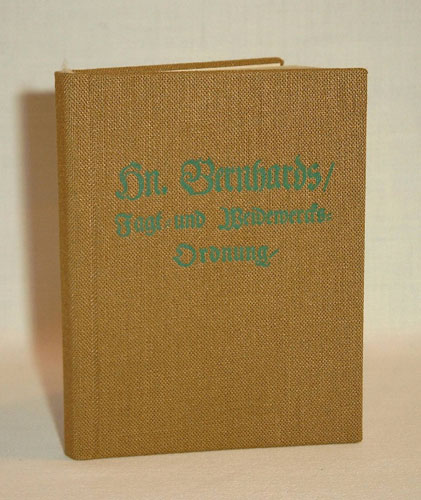 Hn. Bernhards/
Jagt- und Weidewercks-
Ordnung/